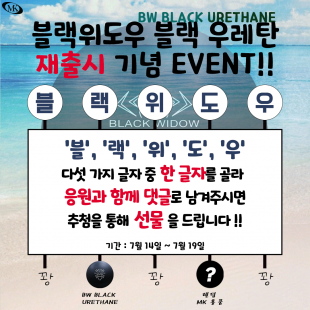 MK
BW BLACK URETHANE
블랙위도우 블랙 우레탄
재출시 기념 EVENT!!
블 랙 위 도 우
BLACK WIDOW
'블', '랙', '위', '도', '우'
다섯 가지 글자 중 한 글자를 골라
응원과 함께 댓글로 남겨주시면
추첨을 통해 선물 을 드립니다!!
기간 : 7월 14일 ~ 7월 19일
꽝 BW BLACK URETHANE 꽝 ? 꽝